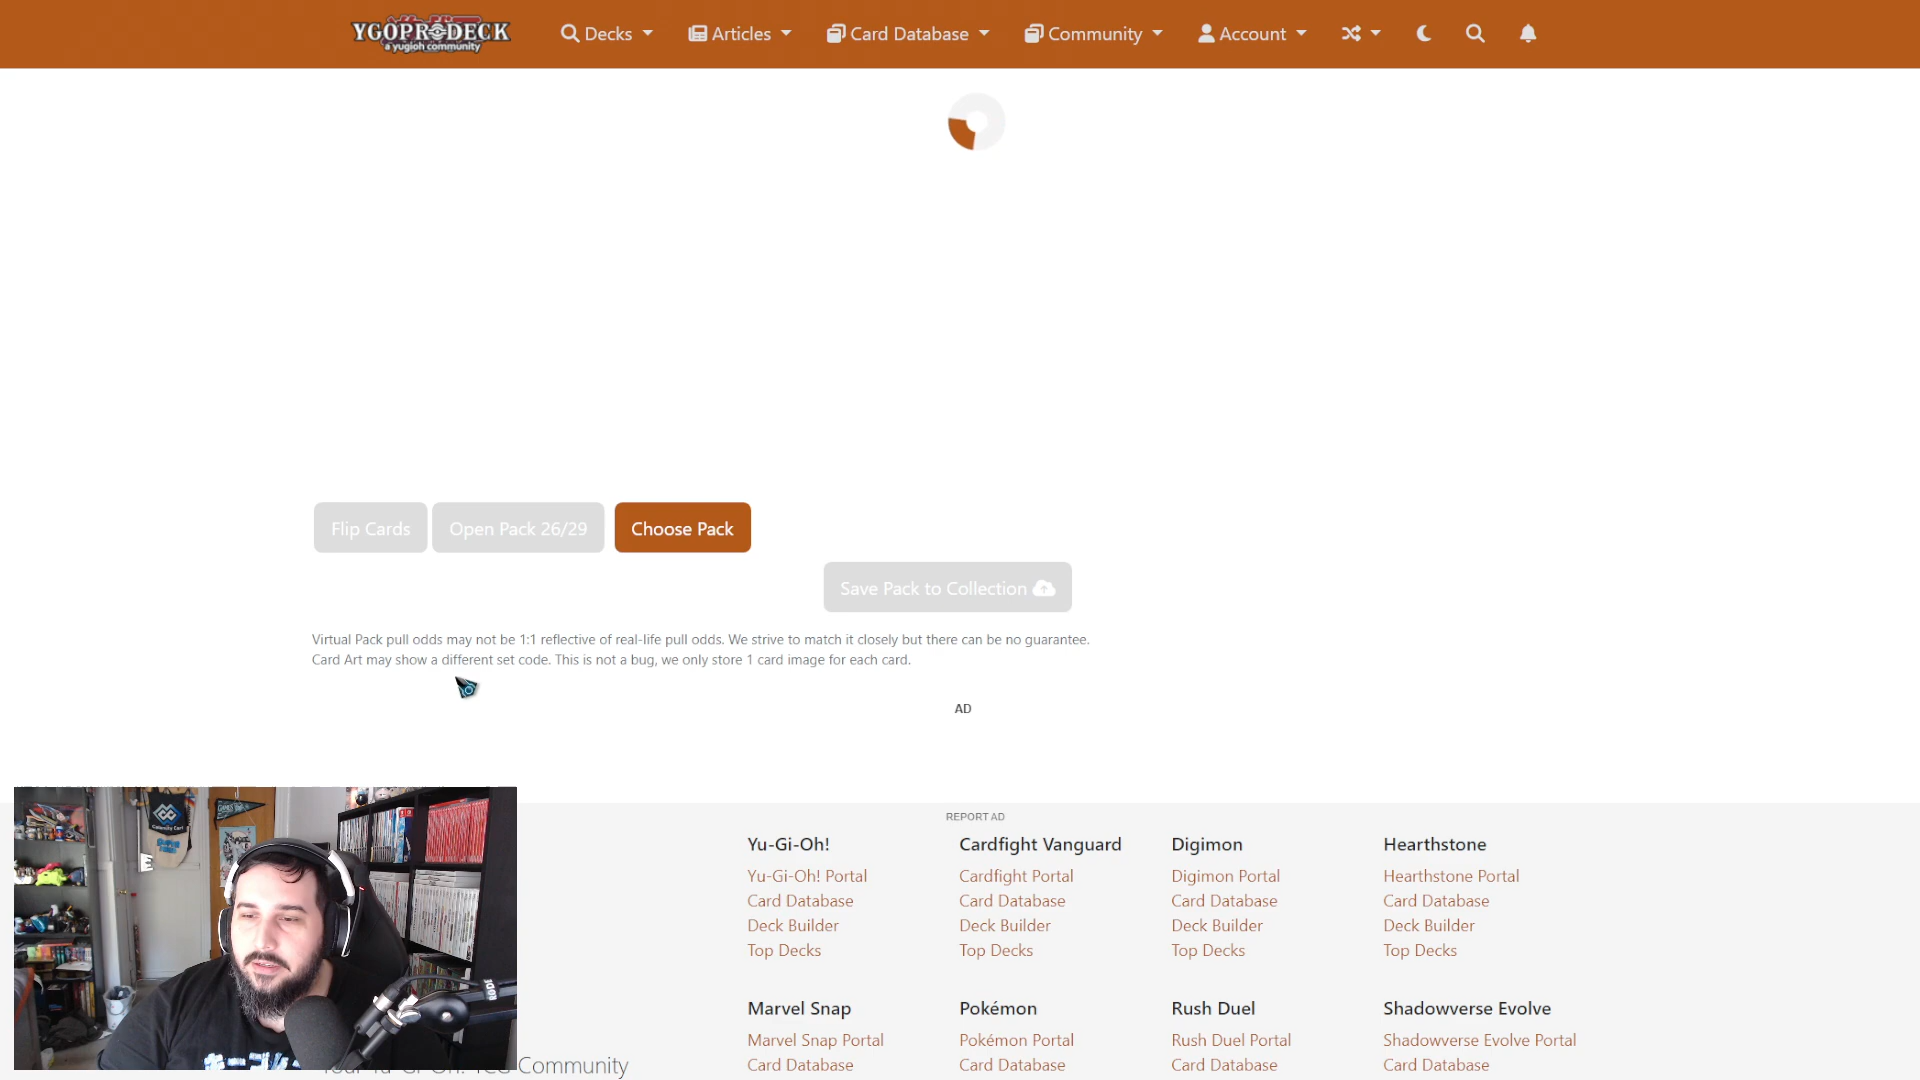 YGOPRODECK
a yugioh community
Decks
Articles
Card Database
Community
Account
Flip Cards
Open Pack 26/29
Choose Pack
Save Pack to Collection
Virtual Pack pull odds may not be 1:1 reflective of real-life pull odds. We strive to match it closely but there can be no guarantee.
Card Art may show a different set code. This is not a bug, we only store 1 card image for each card.
AD
REPORT AD
Yu-Gi-Oh!
Yu-Gi-Oh! Portal
Card Database
Deck Builder
Top Decks
Cardfight Vanguard
Cardfight Portal
Card Database
Deck Builder
Top Decks
Digimon
Digimon Portal
Card Database
Deck Builder
Top Decks
Hearthstone
Hearthstone Portal
Card Database
Deck Builder
Top Decks
Marvel Snap
Marvel Snap Portal
Card Database
Pokémon
Pokémon Portal
Card Database
Rush Duel
Rush Duel Portal
Card Database
Shadowverse Evolve
Shadowverse Evolve Portal
Card Database
Community
RODE